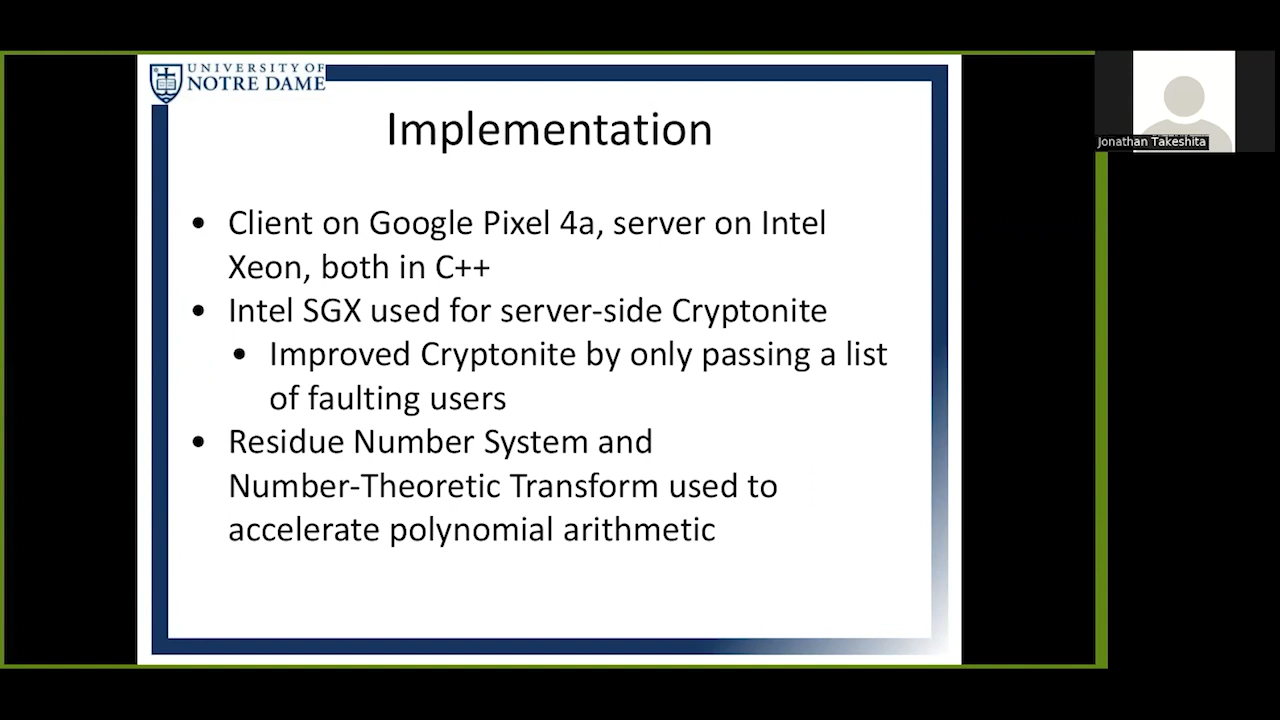 UNIVERSITY OF
NOTRE DAME
Implementation
• Client on Google Pixel 4a, server on Intel
Xeon, both in C++
• Intel SGX used for server-side Cryptonite
• Improved Cryptonite by only passing a list
of faulting users
• Residue Number System and
Number-Theoretic Transform used to
accelerate polynomial arithmetic
Jonathan Takeshita